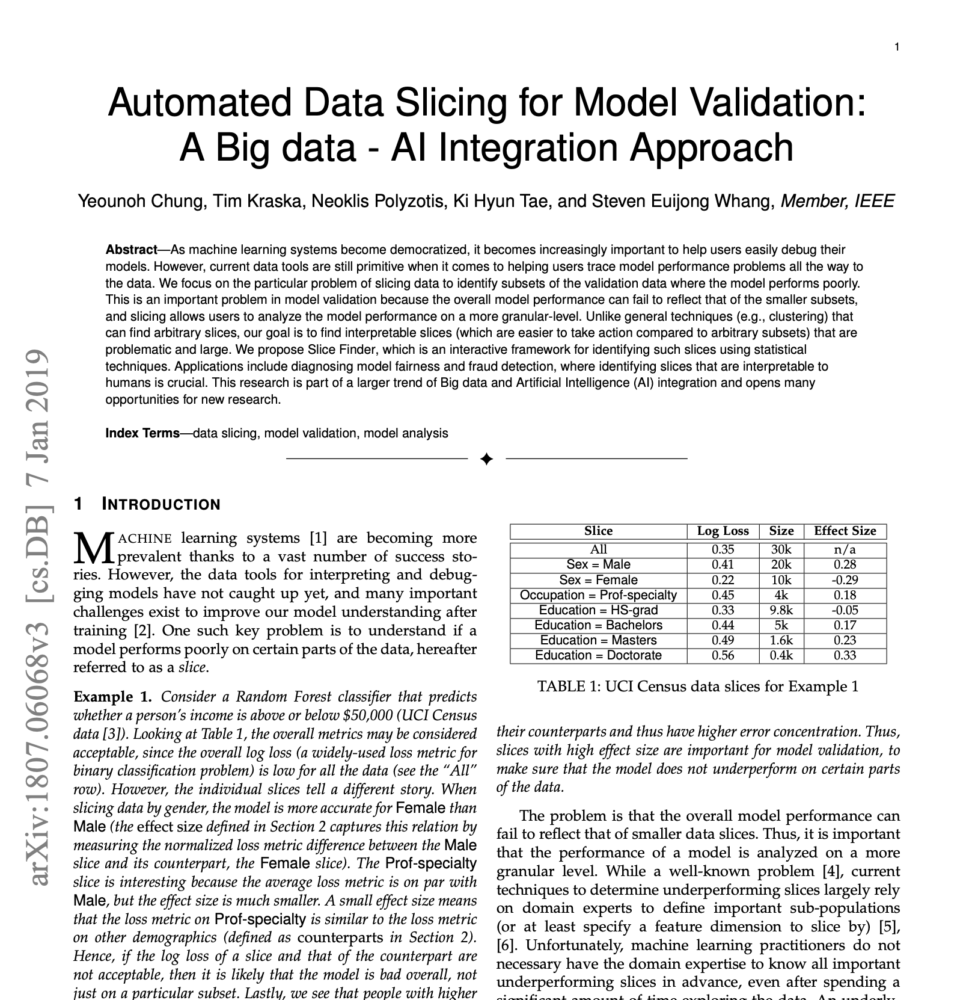 1
Automated Data Slicing for Model Validation:
A Big data - AI Integration Approach
Yeounoh Chung, Tim Kraska, Neoklis Polyzotis, Ki Hyun Tae, and Steven Euijong Whang, Member, IEEE
Abstract—As machine learning systems become democratized, it becomes increasingly important to help users easily debug their
models. However, current data tools are still primitive when it comes to helping users trace model performance problems all the way to
the data. We focus on the particular problem of slicing data to identify subsets of the validation data where the model performs poorly.
This is an important problem in model validation because the overall model performance can fail to reflect that of the smaller subsets,
and slicing allows users to analyze the model performance on a more granular-level. Unlike general techniques (e.g., clustering) that
can find arbitrary slices, our goal is to find interpretable slices (which are easier to take action compared to arbitrary subsets) that are
problematic and large. We propose Slice Finder, which is an interactive framework for identifying such slices using statistical
techniques. Applications include diagnosing model fairness and fraud detection, where identifying slices that are interpretable to
humans is crucial. This research is part of a larger trend of Big data and Artificial Intelligence (AI) integration and opens many
opportunities for new research.
Index Terms—data slicing, model validation, model analysis
arXiv:1807.06068v3 [cs.DB] 7 Jan 2019
1 INTRODUCTION
MACHINE learning systems [1] are becoming more
prevalent thanks to a vast number of success sto-
ries. However, the data tools for interpreting and debug-
ging models have not caught up yet, and many important
challenges exist to improve our model understanding after
training [2]. One such key problem is to understand if a
model performs poorly on certain parts of the data, hereafter
referred to as a slice.
Example 1. Consider a Random Forest classifier that predicts
whether a person's income is above or below $50,000 (UCI Census
data [3]). Looking at Table 1, the overall metrics may be considered
acceptable, since the overall log loss (a widely-used loss metric for
binary classification problem) is low for all the data (see the “All”
row). However, the individual slices tell a different story. When
slicing data by gender, the model is more accurate for Female than
Male (the effect size defined in Section 2 captures this relation by
measuring the normalized loss metric difference between the Male
slice and its counterpart, the Female slice). The Prof-specialty
slice is interesting because the average loss metric is on par with
Male, but the effect size is much smaller. A small effect size means
that the loss metric on Prof-specialty is similar to the loss metric
on other demographics (defined as counterparts in Section 2).
Hence, if the log loss of a slice and that of the counterpart are
not acceptable, then it is likely that the model is bad overall, not
just on a particular subset. Lastly, we see that people with higher
Slice Log Loss Size Effect Size
All 0.35 30k n/a
Sex = Male 0.41 20k 0.28
Sex = Female 0.22 10k -0.29
Occupation = Prof-specialty 0.45 4k 0.18
Education = HS-grad 0.33 9.8k -0.05
Education = Bachelors 0.44 5k 0.17
Education = Masters 0.49 1.6k 0.23
Education = Doctorate 0.56 0.4k 0.33
TABLE 1: UCI Census data slices for Example 1
their counterparts and thus have higher error concentration. Thus,
slices with high effect size are important for model validation, to
make sure that the model does not underperform on certain parts
of the data.
The problem is that the overall model performance can
fail to reflect that of smaller data slices. Thus, it is important
that the performance of a model is analyzed on a more
granular level. While a well-known problem [4], current
techniques to determine underperforming slices largely rely
on domain experts to define important sub-populations
(or at least specify a feature dimension to slice by) [5],
[6]. Unfortunately, machine learning practitioners do not
necessary have the domain expertise to know all important
underperforming slices in advance, even after spending a
significant amount of time exploring the data. An underly-